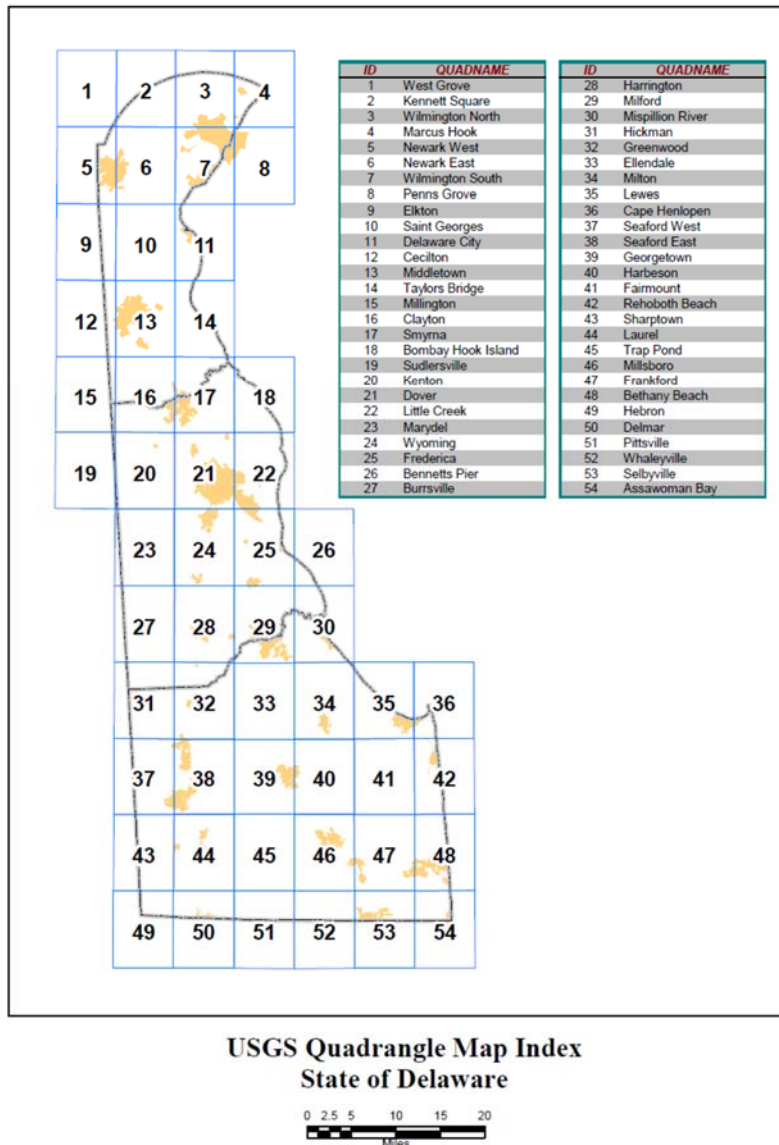 1 2 3 4
5 6 7 8
9 10 11
12 13 14
15 16 17 18
19 20 21 22
23 24 25 26
27 28 29 30
31 32 33 34 35 36
37 38 39 40 41 42
43 44 45 46 47 48
49 50 51 52 53 54
ID QUADNAME
1 West Grove
2 Kennett Square
3 Wilmington North
4 Marcus Hook
5 Newark West
6 Newark East
7 Wilmington South
8 Penns Grove
9 Elkton
10 Saint Georges
11 Delaware City
12 Cecilton
13 Middletown
14 Taylors Bridge
15 Millington
16 Clayton
17 Smyrna
18 Bombay Hook Island
19 Sudlersville
20 Kenton
21 Dover
22 Little Creek
23 Marydel
24 Wyoming
25 Frederica
26 Bennetts Pier
27 Burrsville
ID QUADNAME
28 Harrington
29 Milford
30 Mispillion River
31 Hickman
32 Greenwood
33 Ellendale
34 Milton
35 Lewes
36 Cape Henlopen
37 Seaford West
38 Seaford East
39 Georgetown
40 Harbeson
41 Fairmount
42 Rehoboth Beach
43 Sharptown
44 Laurel
45 Trap Pond
46 Millsboro
47 Frankford
48 Bethany Beach
49 Hebron
50 Delmar
51 Pittsville
52 Whaleyville
53 Selbyville
54 Assawoman Bay
USGS Quadrangle Map Index
State of Delaware
0 2.5 5 10 15 20
Miles